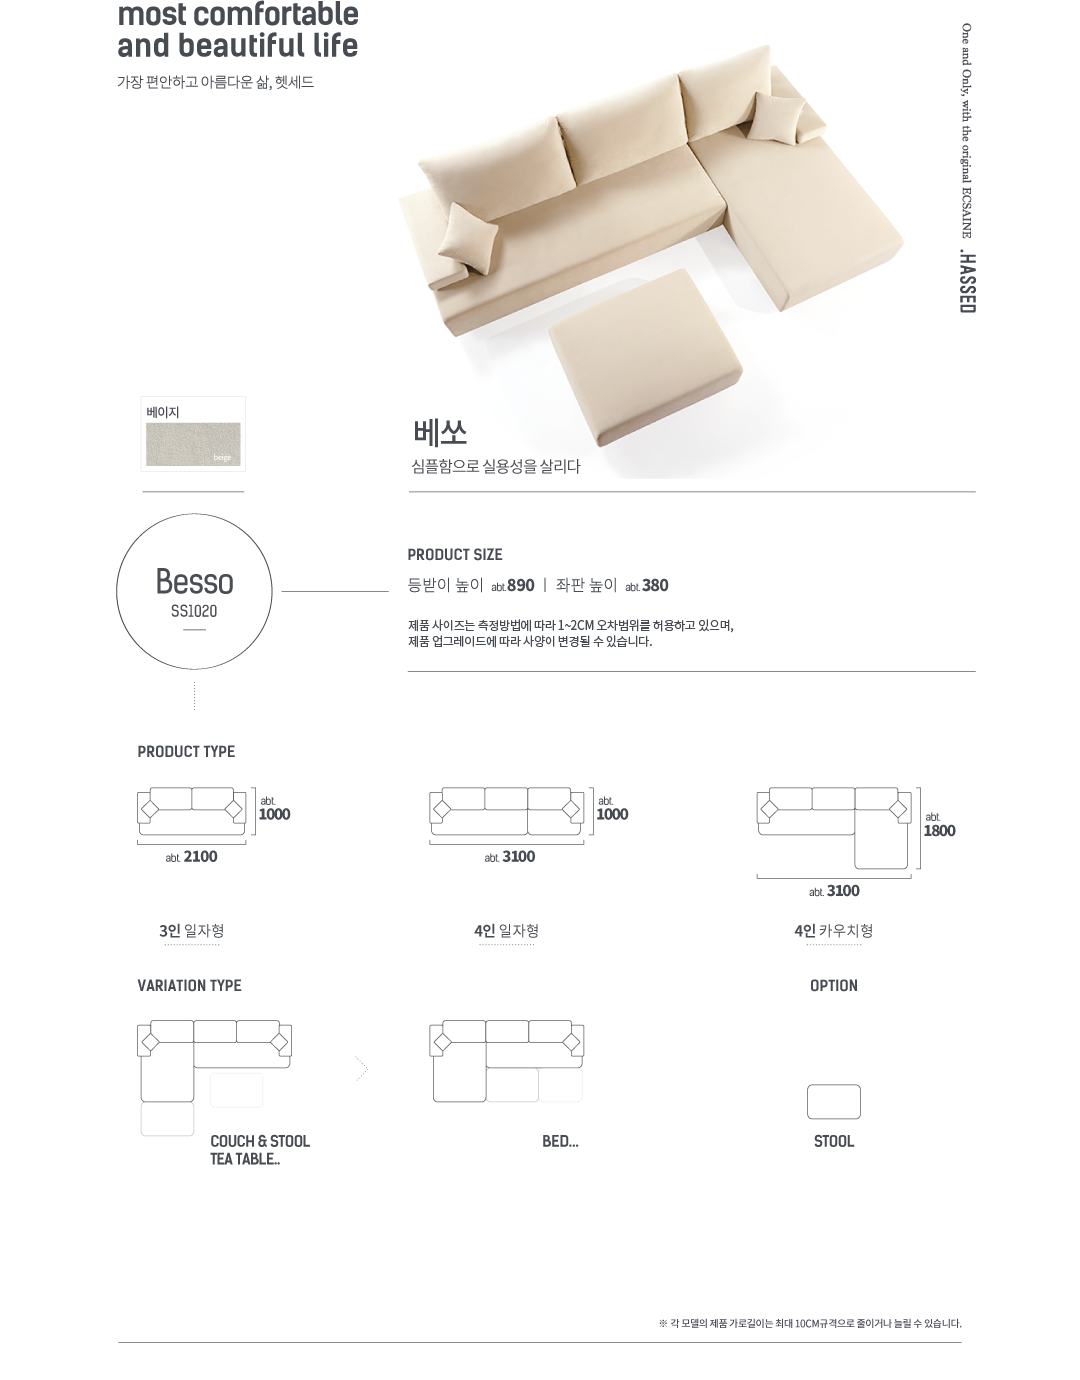 most comfortable
and beautiful life
가장 편안하고 아름다운 삶, 헷세드
One and Only, with the original ECSAINE .HASSED
베이지
beige
베쏘
심플함으로 실용성을 살리다
Besso
SS1020
PRODUCT SIZE
등받이 높이 abt.890 | 좌판 높이 abt.380
제품 사이즈는 측정방법에 따라 1~2CM 오차범위를 허용하고 있으며,
제품 업그레이드에 따라 사양이 변경될 수 있습니다.
PRODUCT TYPE
abt.
1000
abt. 2100
3인 일자형
abt.
1000
abt. 3100
4인 일자형
abt.
1800
abt. 3100
4인 카우치형
VARIATION TYPE
OPTION
COUCH & STOOL
TEA TABLE..
BED...
STOOL
※ 각 모델의 제품 가로길이는 최대 10CM규격으로 줄이거나 늘릴 수 있습니다.